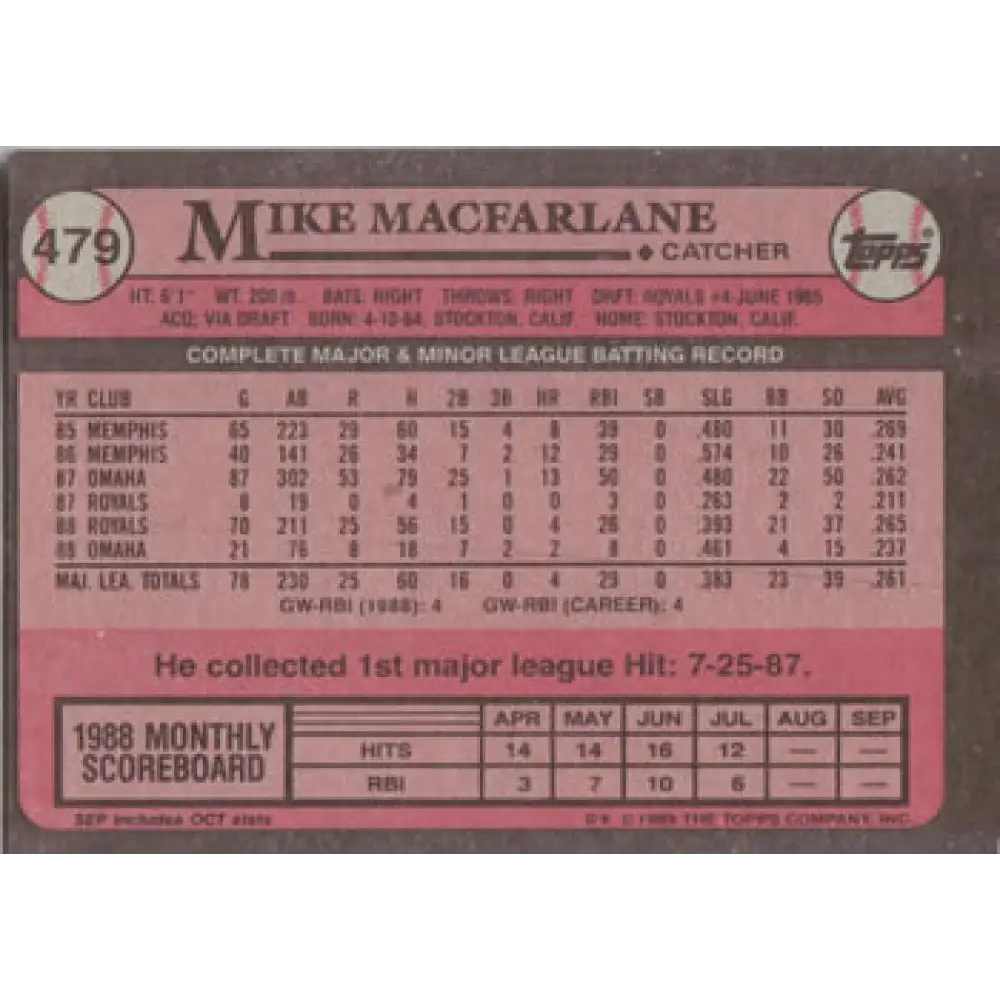 479
MIKE MACFARLANE
CATCHER
TOPPS®
HT: 6'1" WT. 200 lb. BATS: RIGHT THROWS: RIGHT DRFT: ROYALS #4-JUNE 1985
ACQ: VIA DRAFT BORN: 4-12-64, STOCKTON, CALIF. HOME: STOCKTON, CALIF.
COMPLETE MAJOR & MINOR LEAGUE BATTING RECORD
YR CLUB G AB R H 2B 3B HR RBI SB SLG BB SO AVG
85 MEMPHIS 65 223 29 60 15 4 8 39 0 .480 11 30 .269
86 MEMPHIS 40 141 26 34 7 2 12 29 0 .574 10 26 .241
87 OMAHA 87 302 53 79 25 1 13 50 0 .480 22 50 .262
87 ROYALS 8 19 0 4 1 0 0 3 0 .263 2 2 .211
88 ROYALS 70 211 25 56 15 0 4 26 0 .393 21 37 .265
88 OMAHA 21 76 8 18 7 2 2 8 0 .461 4 15 .237
MAJ. LEA. TOTALS 78 230 25 60 16 0 4 29 0 .383 23 39 .261
GW-RBI (1988): 4 GW-RBI (CAREER): 4
He collected 1st major league Hit: 7-25-87.
1988 MONTHLY SCOREBOARD
APR MAY JUN JUL AUG SEP
HITS 14 14 16 12 — —
RBI 3 7 10 6 — —
SEP includes OCT stats
© 1989 THE TOPPS COMPANY, INC.